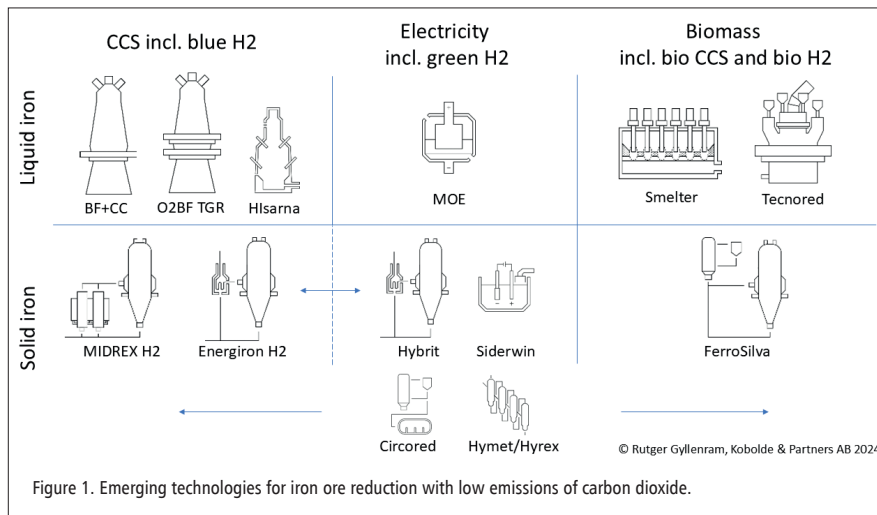 CCS incl. blue H2
Electricity
incl. green H2
Biomass
incl. bio CCS and bio H2
Liquid iron
BF+CC
O2BF TGR
HIsarna
MOE
Smelter
Tecnored
Solid iron
MIDREX H2
Energiron H2
Hybrit
Siderwin
- +
FerroSilva
Circored
Hymet/Hyrex
© Rutger Gyllenram, Kobolde & Partners AB 2024
Figure 1. Emerging technologies for iron ore reduction with low emissions of carbon dioxide.